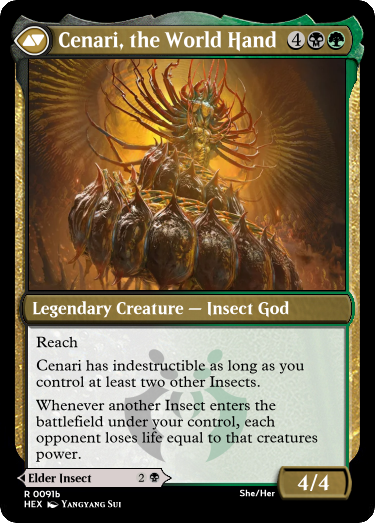 Cenari, the World Hand 4
Legendary Creature — Insect God
Reach
Cenari has indestructible as long as you
control at least two other Insects.
Whenever another Insect enters the
battlefield under your control, each
opponent loses life equal to that creatures
power.
Elder Insect 2
4/4
R 0091b She/Her
HEX Yangyang Sui